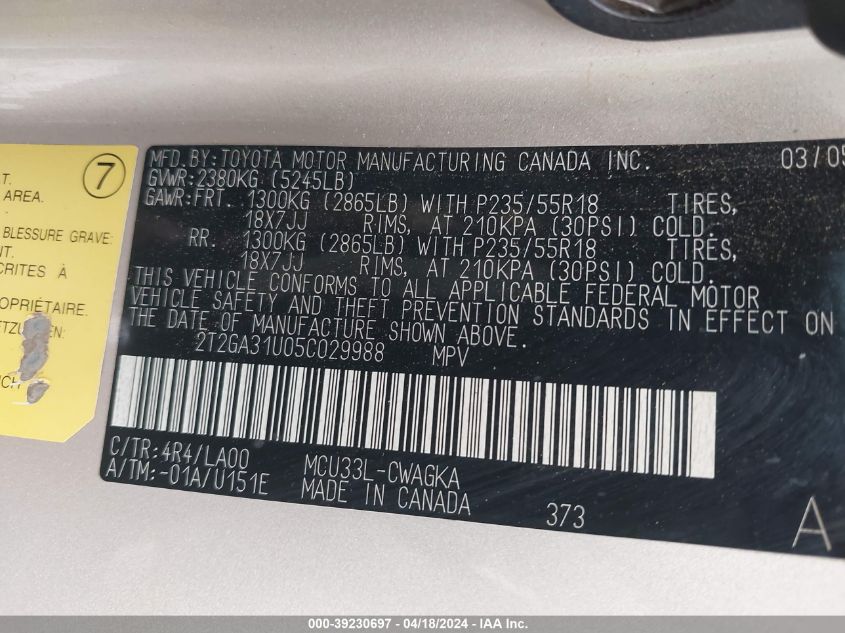 7
T.
AREA.
BLESSURE GRAVE
NT.
CRITES À
OPRIÉTAIRE.
MFD.BY:TOYOTA MOTOR MANUFACTURING CANADA INC. 03/05
GVWR:2380KG (5245LB)
GAWR:FRT. 1300KG (2865LB) WITH P235/55R18 TIRES,
18X7JJ RIMS, AT 210KPA (30PSI) COLD.
RR. 1300KG (2865LB) WITH P235/55R18 TIRES,
18X7JJ RIMS, AT 210KPA (30PSI) COLD.
THIS VEHICLE CONFORMS TO ALL APPLICABLE FEDERAL MOTOR
VEHICLE SAFETY AND THEFT PREVENTION STANDARDS IN EFFECT ON
THE DATE OF MANUFACTURE SHOWN ABOVE.
2T2GA31U05C029988 MPV
C/TR:4R4/LA00 MCU33L-CWAGKA
A/TM:-01A/U151E MADE IN CANADA 373
A
000-39230697 - 04/18/2024 - IAA Inc.